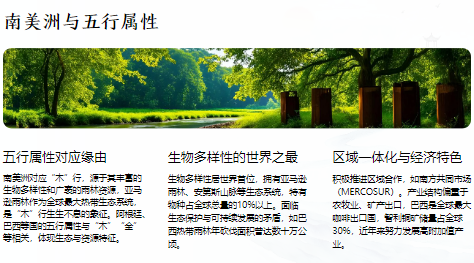 南美洲与五行属性
五行属性对应缘由
南美洲对应“木”行，源于其丰富的
生物多样性和广袤的雨林资源，亚马
逊雨林作为全球最大热带生态系统，
是“木”行生生不息的象征。阿根廷、
巴西等国的五行属性与“木”“金”
等相关，体现生态与资源特征。
生物多样性的世界之最
生物多样性居世界首位，拥有亚马逊
雨林、安第斯山脉等生态系统，特有
物种占全球总量的10%以上。面临
生态保护与可持续发展的矛盾，如巴
西热带雨林年砍伐面积曾达数十万公
顷。
区域一体化与经济特色
积极推进区域合作，如南方共同市场
（MERCOSUR）。产业结构偏重于
农牧业、矿产出口，巴西是全球最大
咖啡出口国，智利铜矿储量占全球
30%，近年来努力发展高附加值产
业。